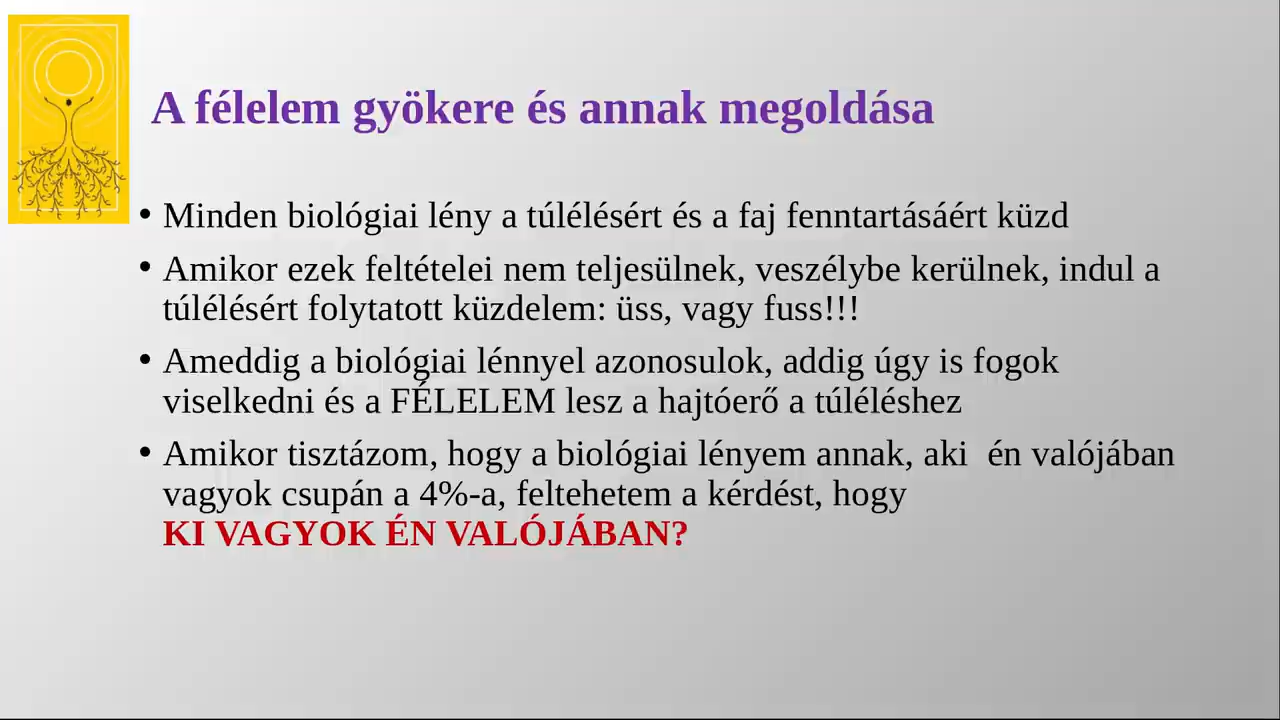 A félelem gyökere és annak megoldása
• Minden biológiai lény a túlélésért és a faj fenntartásáért küzd
• Amikor ezek feltételei nem teljesülnek, veszélybe kerülnek, indul a
túlélésért folytatott küzdelem: üss, vagy fuss!!!
• Ameddig a biológiai lénnyel azonosulok, addig úgy is fogok
viselkedni és a FÉLELEM lesz a hajtóerő a túléléshez
• Amikor tisztázom, hogy a biológiai lényem annak, aki  én valójában
vagyok csupán a 4%-a, feltehetem a kérdést, hogy
KI VAGYOK ÉN VALÓJÁBAN?